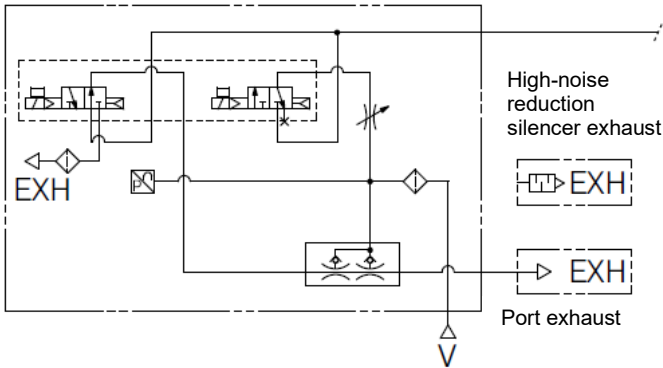 High-noise
reduction
silencer exhaust
EXH
EXH
P
EXH
Port exhaust
V